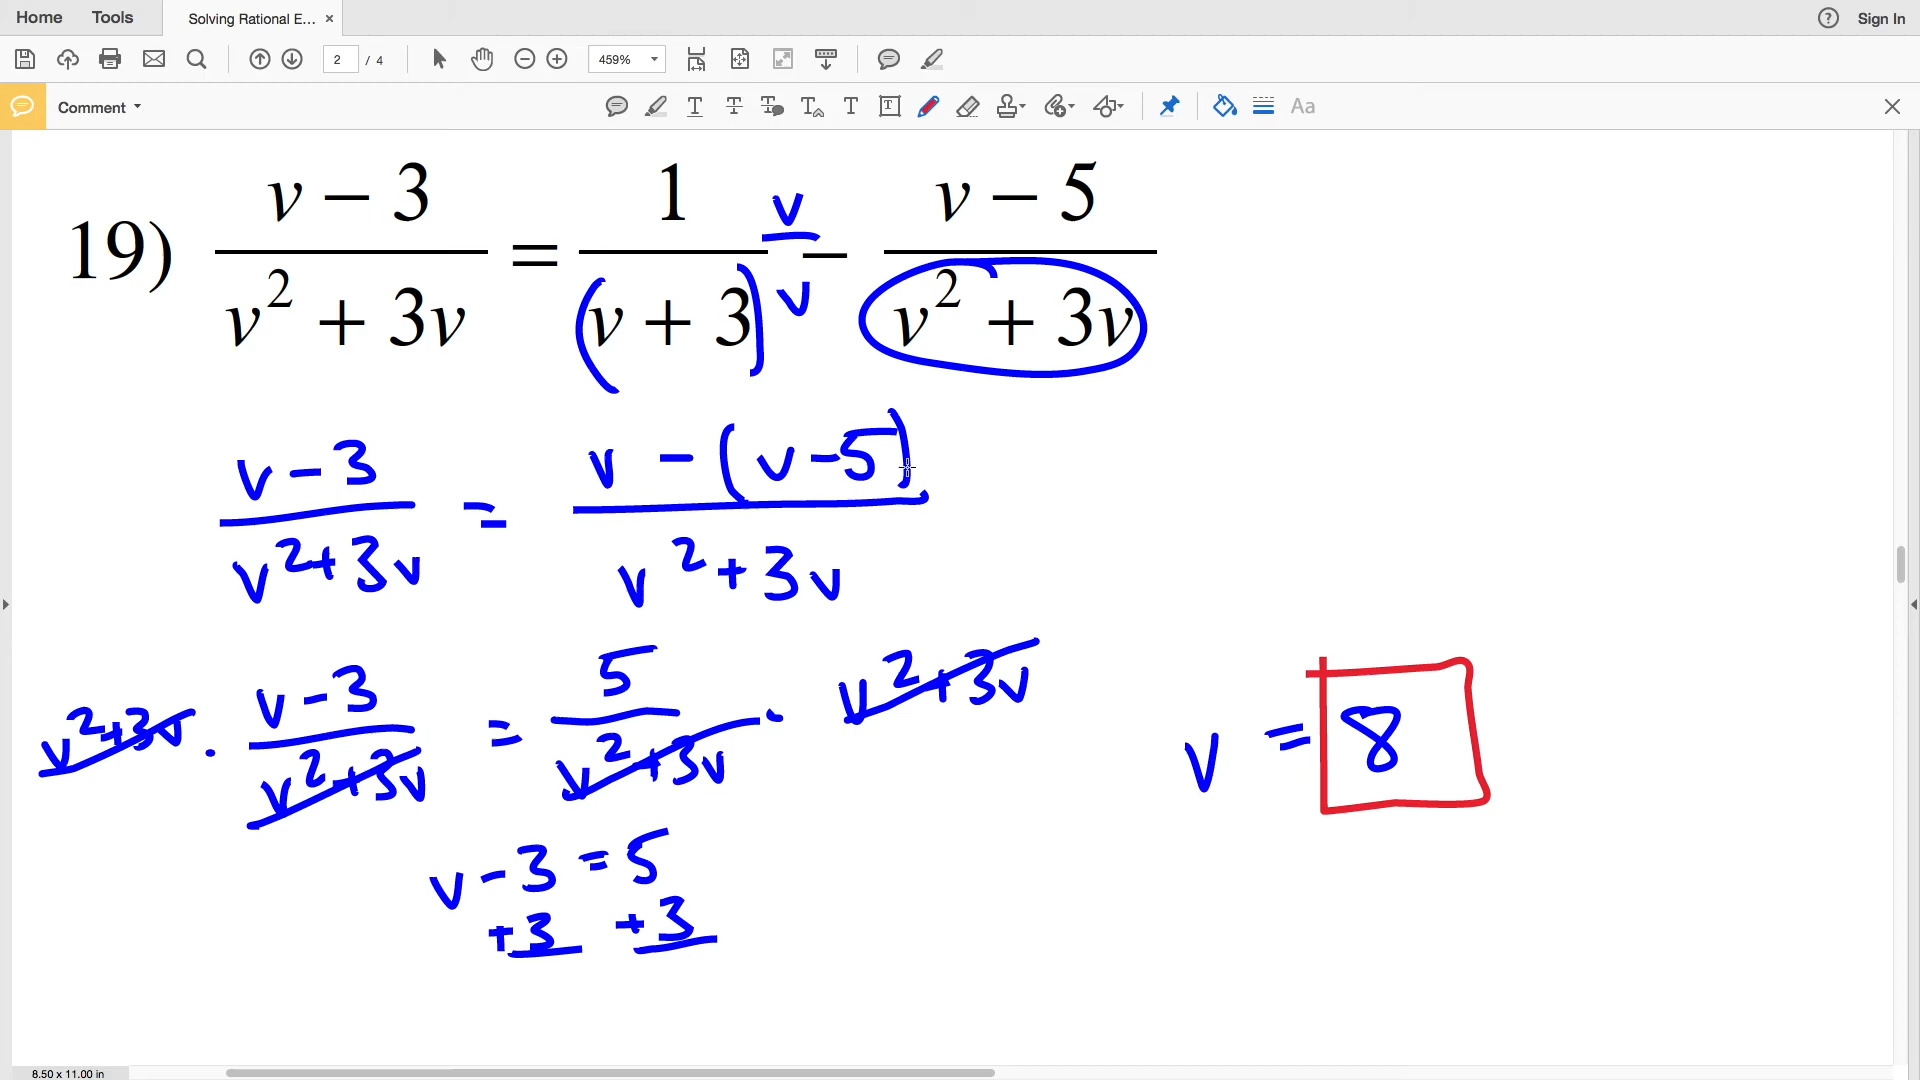 Home Tools Solving Rational E... × ? Sign In
2 / 4 459%
Comment Aa
19) (v − 3)/(v² + 3v) = 1/(v + 3) · v/v − (v − 5)/(v² + 3v)
(v − 3)/(v² + 3v) = (v − (v − 5))/(v² + 3v)
v² + 3v · (v − 3)/(v² + 3v) = 5/(v² + 3v) · v² + 3v
v = 8
v − 3 = 5
+3 +3
8.50 x 11.00 in